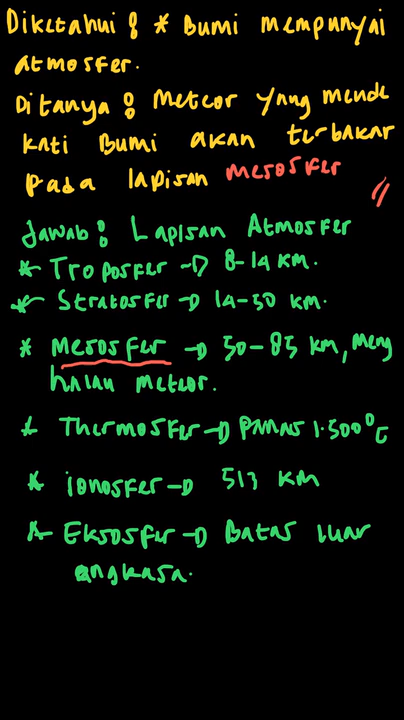 Diketahui : * Bumi mempunyai
atmosfer.
Ditanya : Meteor yang mende
kati Bumi akan terbakar
pada lapisan mesosfer //
Jawab : Lapisan Atmosfer
* Troposfer → 8-14 km.
* Stratosfer → 14-50 km.
* Mesosfer → 50-85 km, meng
halau meteor.
* Thermosfer → panas 1.500°C
* ionosfer → 513 km
* Eksosfer → Batas luar
angkasa.